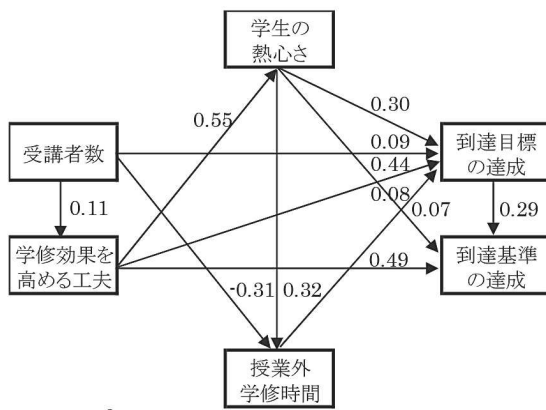 学生の
熱心さ
0.30
0.55
受講者数
0.09
到達目標
の達成
0.44
0.11
0.08
0.07
0.29
学修効果を
高める工夫
0.49
到達基準
の達成
-0.31
0.32
授業外
学修時間